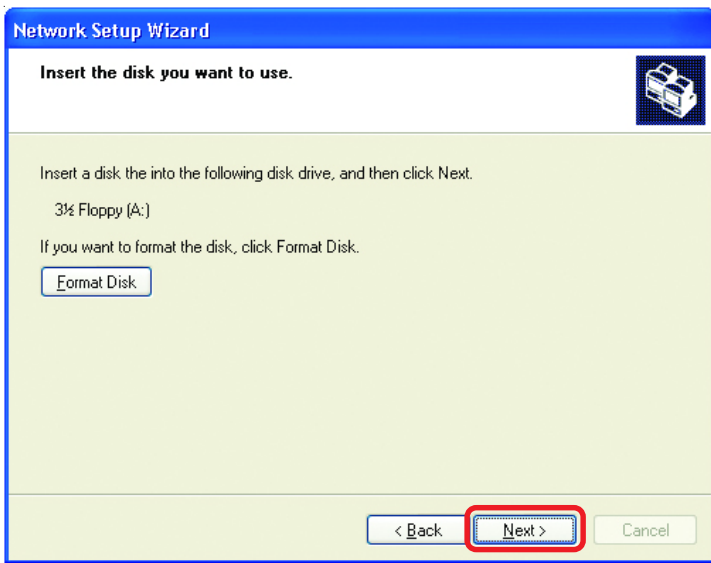 Network Setup Wizard
Insert the disk you want to use.
Insert a disk the into the following disk drive, and then click Next.
3½ Floppy (A:)
If you want to format the disk, click Format Disk.
Format Disk
< Back Next > Cancel